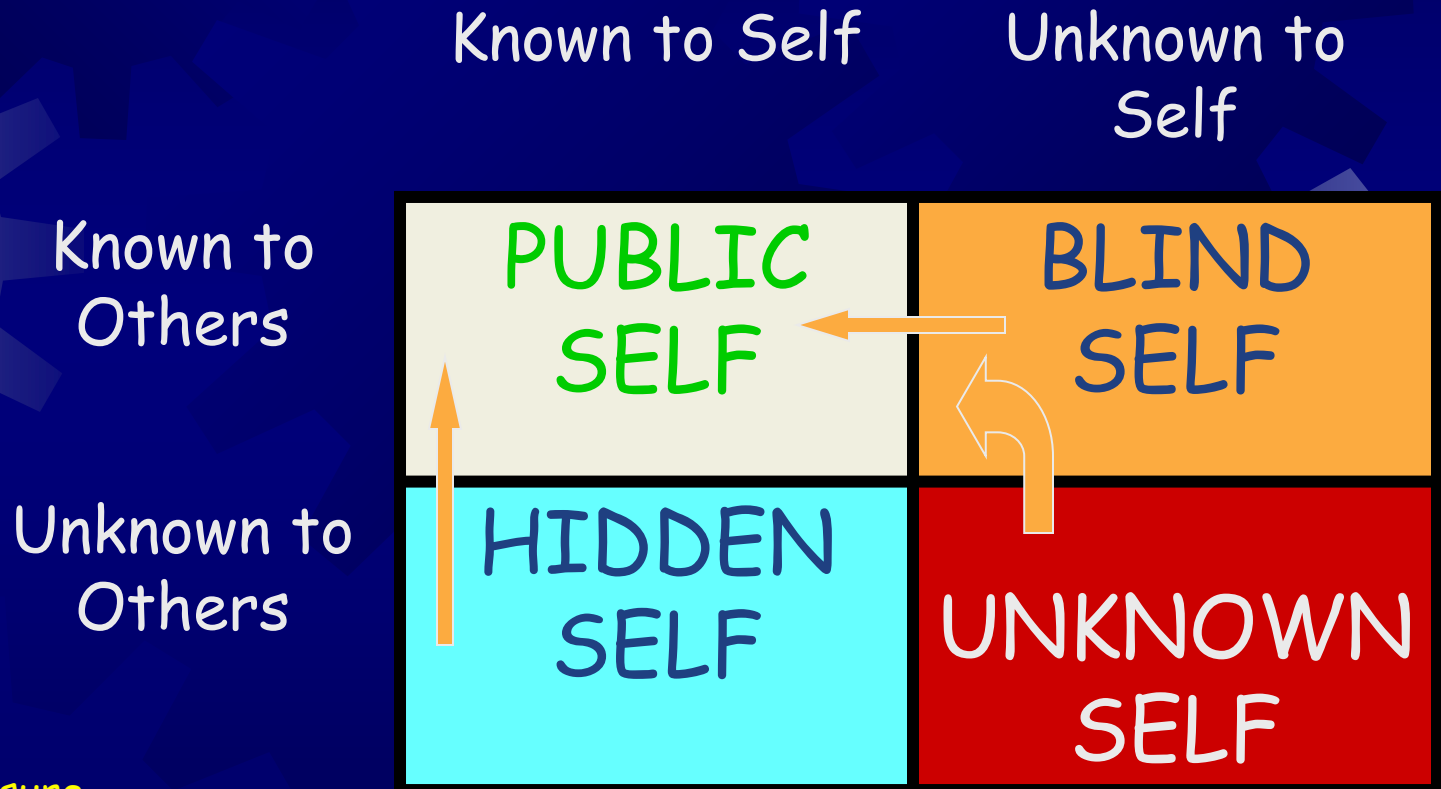 Known to Self
Unknown to
Self
Known to
Others
PUBLIC
SELF
BLIND
SELF
Unknown to
Others
HIDDEN
SELF
UNKNOWN
SELF